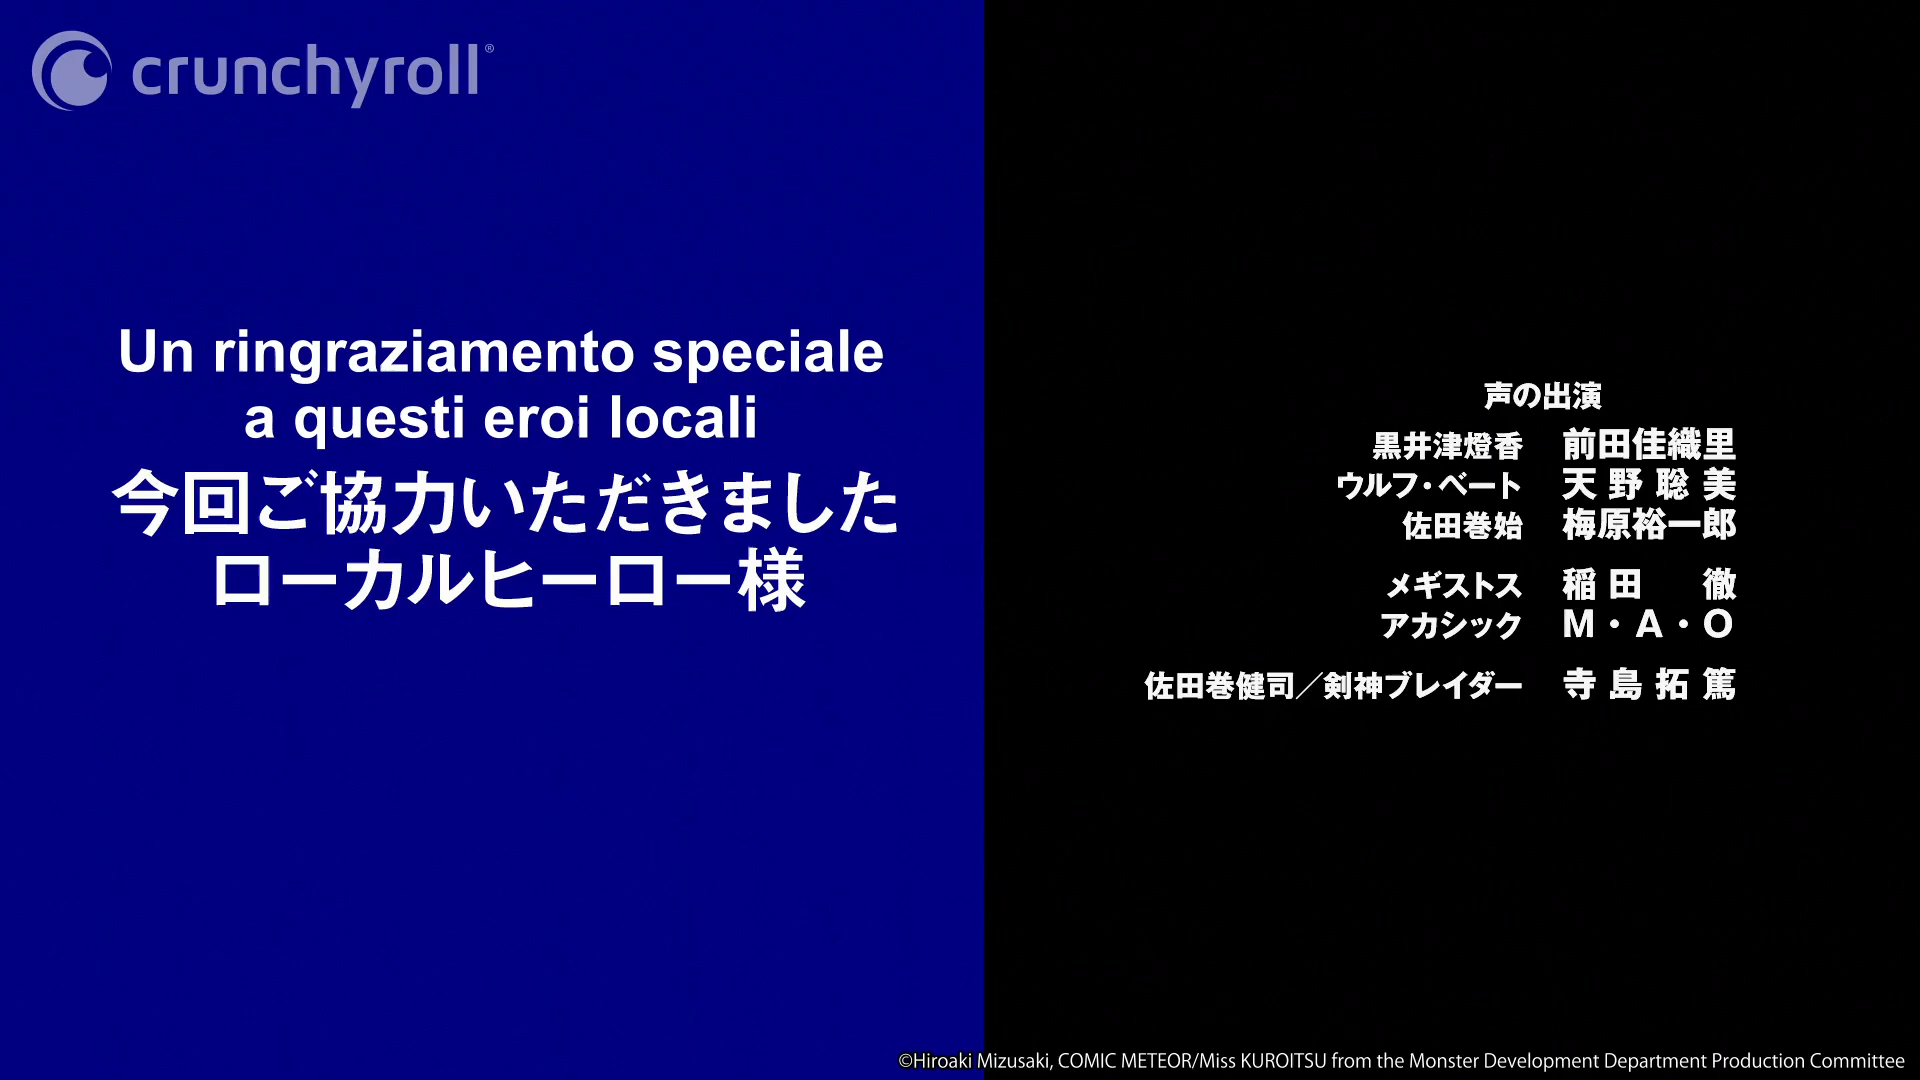 crunchyroll®
Un ringraziamento speciale
a questi eroi locali
今回ご協力いただきました
ローカルヒーロー様
声の出演
黒井津燈香 前田佳織里
ウルフ・ベート 天野聡美
佐田巻始 梅原裕一郎
メギストス 稲田 徹
アカシック M・A・O
佐田巻健司／剣神ブレイダー 寺島拓篤
©Hiroaki Mizusaki, COMIC METEOR/Miss KUROITSU from the Monster Development Department Production Committee